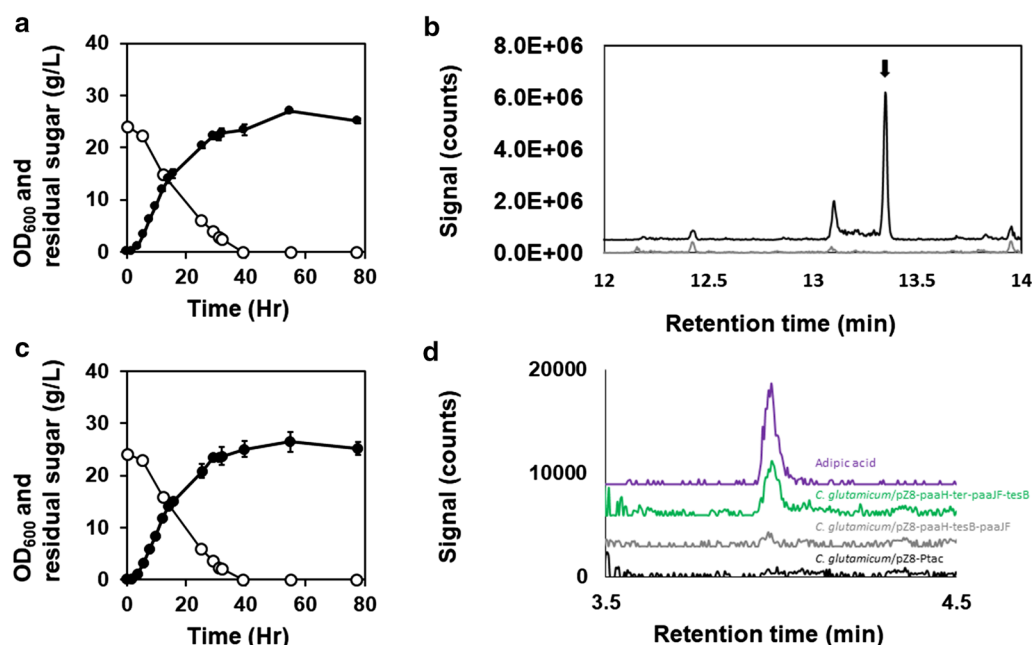 a
OD600 and
residual sugar (g/L)
40
30
20
10
0
0 20 40 60 80
Time (Hr)
b
Signal (counts)
8.0E+06
6.0E+06
4.0E+06
2.0E+06
0.0E+00
12 12.5 13 13.5 14
Retention time (min)
c
OD600 and
residual sugar (g/L)
40
30
20
10
0
0 20 40 60 80
Time (Hr)
d
Signal (counts)
20000
10000
0
Adipic acid
C. glutamicum/pZ8-paaH-ter-paaJF-tesB
C. glutamicum/pZ8-paaH-tesB-paaJF
C. glutamicum/pZ8-Ptac
3.5 4.5
Retention time (min)